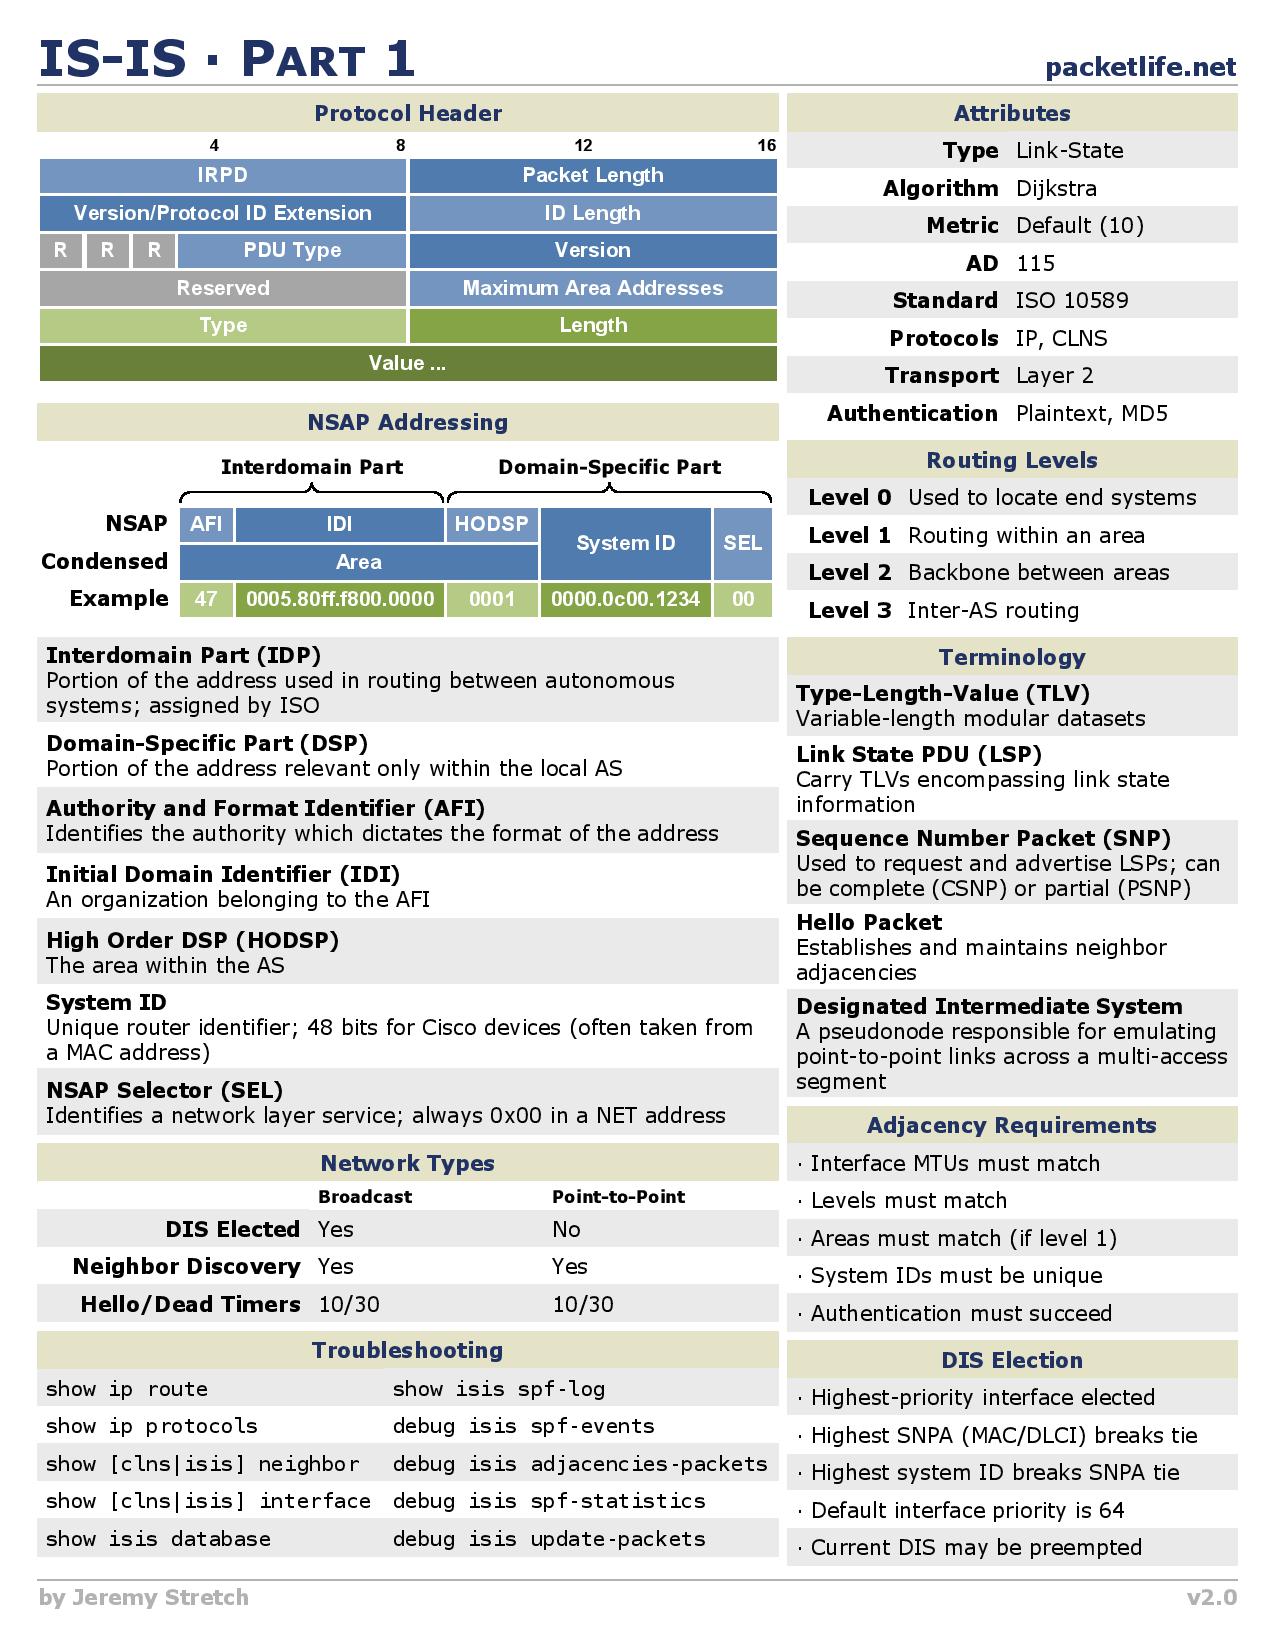 IS-IS · Part 1
packetlife.net
Protocol Header
4 8 12 16
IRPD Packet Length
Version/Protocol ID Extension ID Length
R R R PDU Type Version
Reserved Maximum Area Addresses
Type Length
Value ...
NSAP Addressing
Interdomain Part Domain-Specific Part
NSAP AFI IDI HODSP System ID SEL
Condensed Area
Example 47 0005.80ff.f800.0000 0001 0000.0c00.1234 00
Interdomain Part (IDP)
Portion of the address used in routing between autonomous
systems; assigned by ISO
Domain-Specific Part (DSP)
Portion of the address relevant only within the local AS
Authority and Format Identifier (AFI)
Identifies the authority which dictates the format of the address
Initial Domain Identifier (IDI)
An organization belonging to the AFI
High Order DSP (HODSP)
The area within the AS
System ID
Unique router identifier; 48 bits for Cisco devices (often taken from
a MAC address)
NSAP Selector (SEL)
Identifies a network layer service; always 0x00 in a NET address
Network Types
Broadcast Point-to-Point
DIS Elected Yes No
Neighbor Discovery Yes Yes
Hello/Dead Timers 10/30 10/30
Troubleshooting
show ip route show isis spf-log
show ip protocols debug isis spf-events
show [clns|isis] neighbor debug isis adjacencies-packets
show [clns|isis] interface debug isis spf-statistics
show isis database debug isis update-packets
Attributes
Type Link-State
Algorithm Dijkstra
Metric Default (10)
AD 115
Standard ISO 10589
Protocols IP, CLNS
Transport Layer 2
Authentication Plaintext, MD5
Routing Levels
Level 0 Used to locate end systems
Level 1 Routing within an area
Level 2 Backbone between areas
Level 3 Inter-AS routing
Terminology
Type-Length-Value (TLV)
Variable-length modular datasets
Link State PDU (LSP)
Carry TLVs encompassing link state
information
Sequence Number Packet (SNP)
Used to request and advertise LSPs; can
be complete (CSNP) or partial (PSNP)
Hello Packet
Establishes and maintains neighbor
adjacencies
Designated Intermediate System
A pseudonode responsible for emulating
point-to-point links across a multi-access
segment
Adjacency Requirements
· Interface MTUs must match
· Levels must match
· Areas must match (if level 1)
· System IDs must be unique
· Authentication must succeed
DIS Election
· Highest-priority interface elected
· Highest SNPA (MAC/DLCI) breaks tie
· Highest system ID breaks SNPA tie
· Default interface priority is 64
· Current DIS may be preempted
by Jeremy Stretch
v2.0